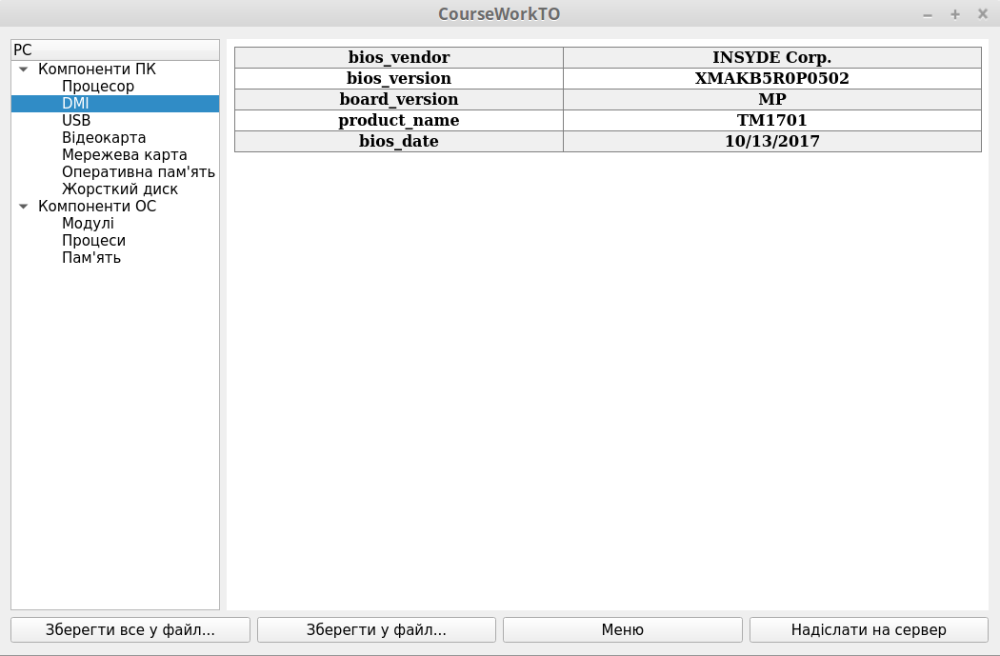 CourseWorkTO
PC
Компоненти ПК
Процесор
DMI
USB
Відеокарта
Мережева карта
Оперативна пам'ять
Жорсткий диск
Компоненти ОС
Модулі
Процеси
Пам'ять
bios_vendor INSYDE Corp.
bios_version XMAKB5R0P0502
board_version MP
product_name TM1701
bios_date 10/13/2017
Зберегти все у файл... Зберегти у файл... Меню Надіслати на сервер